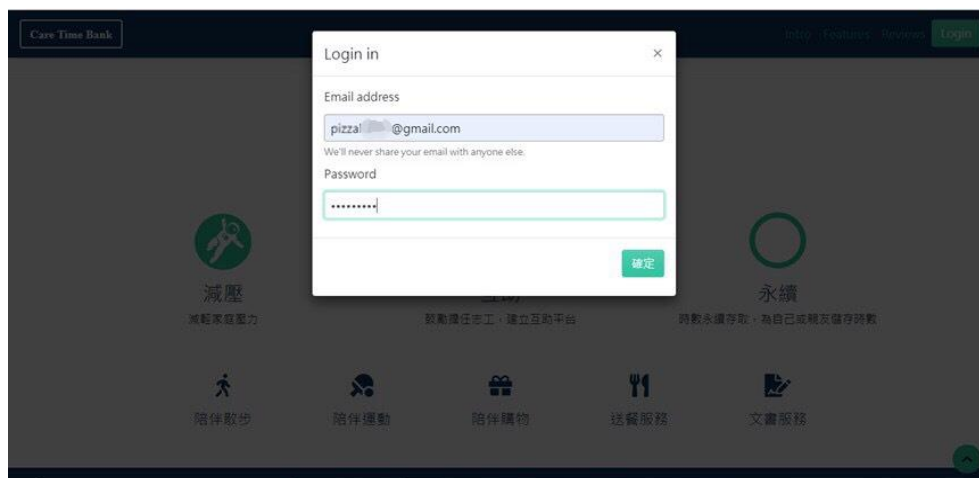 Care Time Bank
Intro Features Reviews Login
Login in ×
Email address
pizzal @gmail.com
We'll never share your email with anyone else.
Password
•••••••••
確定
減壓
互助
永續
減輕家庭壓力
鼓勵擔任志工，建立互助平台
時數永續存取，為自己或親友儲存時數
陪伴散步
陪伴運動
陪伴購物
送餐服務
文書服務